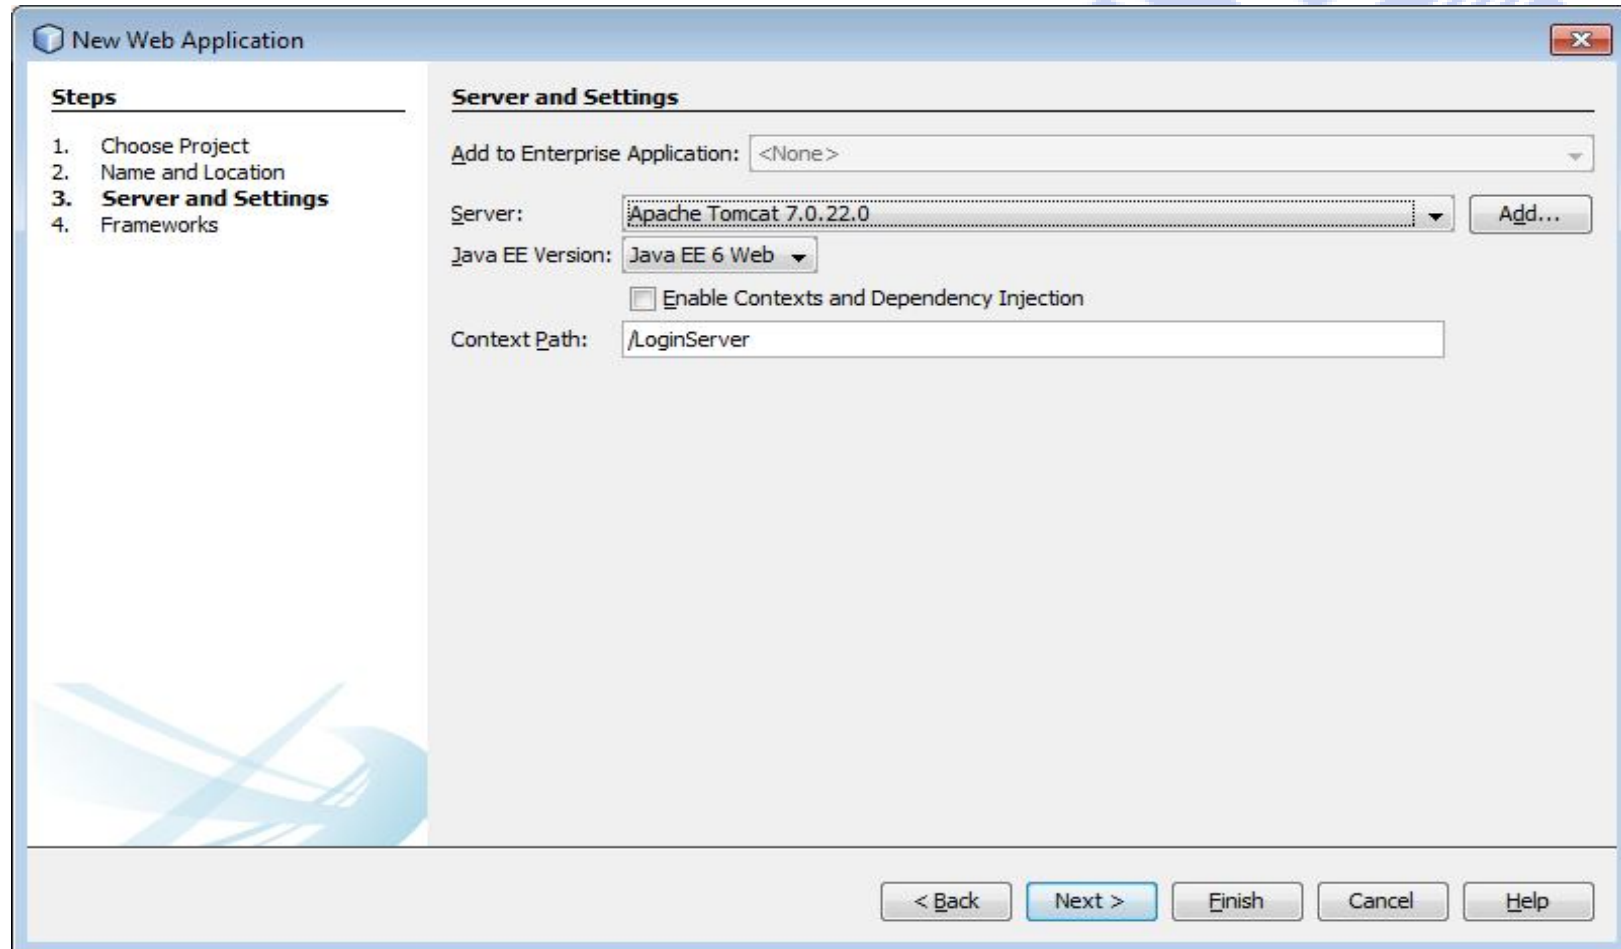 New Web Application
Steps
1. Choose Project
2. Name and Location
3. Server and Settings
4. Frameworks
Server and Settings
Add to Enterprise Application: <None>
Server: Apache Tomcat 7.0.22.0 Add...
Java EE Version: Java EE 6 Web
Enable Contexts and Dependency Injection
Context Path: /LoginServer
< Back Next > Finish Cancel Help